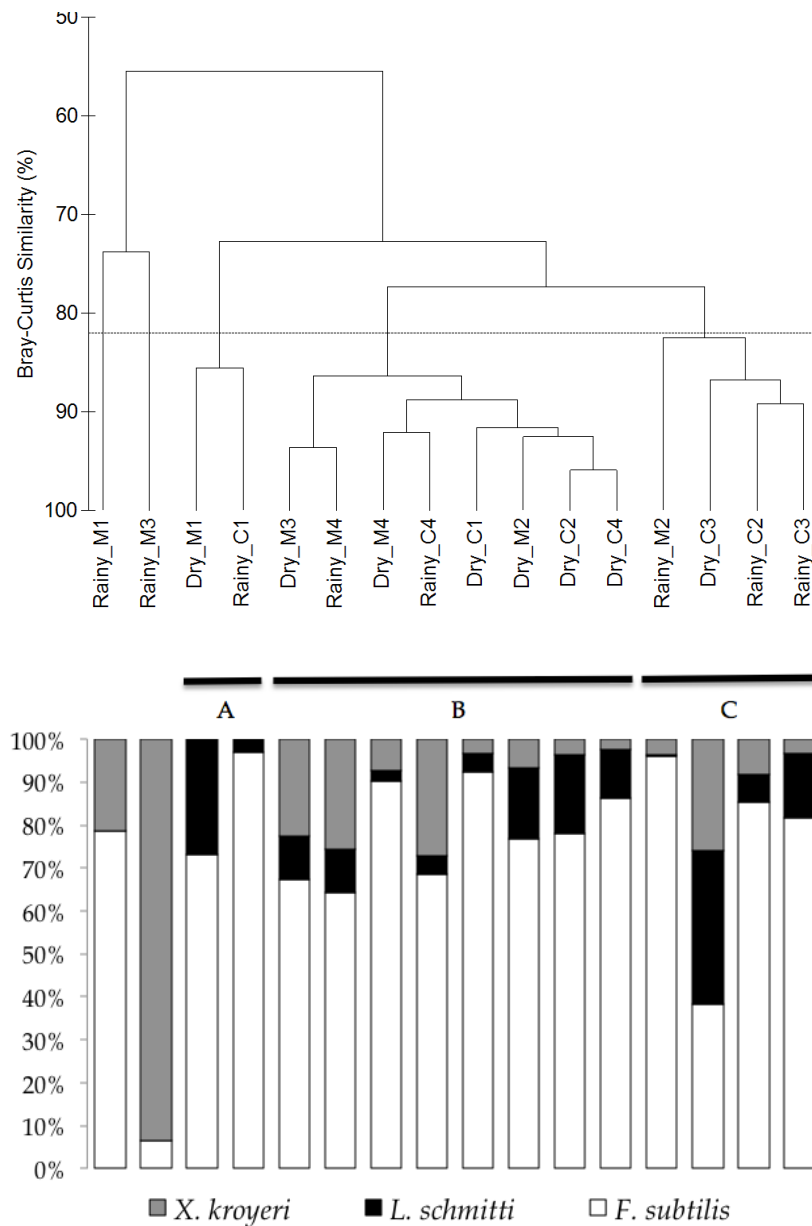 50
60
70
80
90
100
Bray-Curtis Similarity (%)
Rainy_M1
Rainy_M3
Dry_M1
Rainy_C1
Dry_M3
Rainy_M4
Dry_M4
Rainy_C4
Dry_C1
Dry_M2
Dry_C2
Dry_C4
Rainy_M2
Dry_C3
Rainy_C2
Rainy_C3
A B C
100%
90%
80%
70%
60%
50%
40%
30%
20%
10%
0%
X. kroyeri L. schmitti F. subtilis